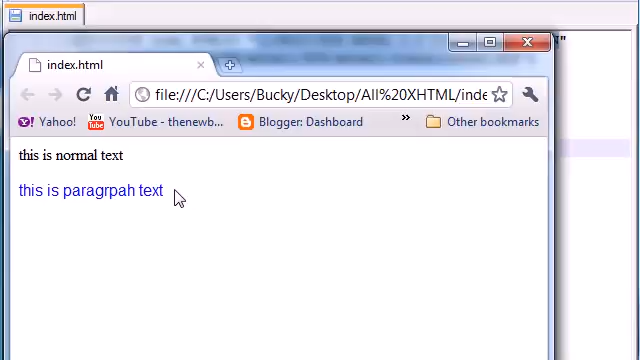 index.html
index.html
file:///C:/Users/Bucky/Desktop/All%20XHTML/inde
Yahoo! YouTube - thenewb... Blogger: Dashboard » Other bookmarks
this is normal text
this is paragrpah text